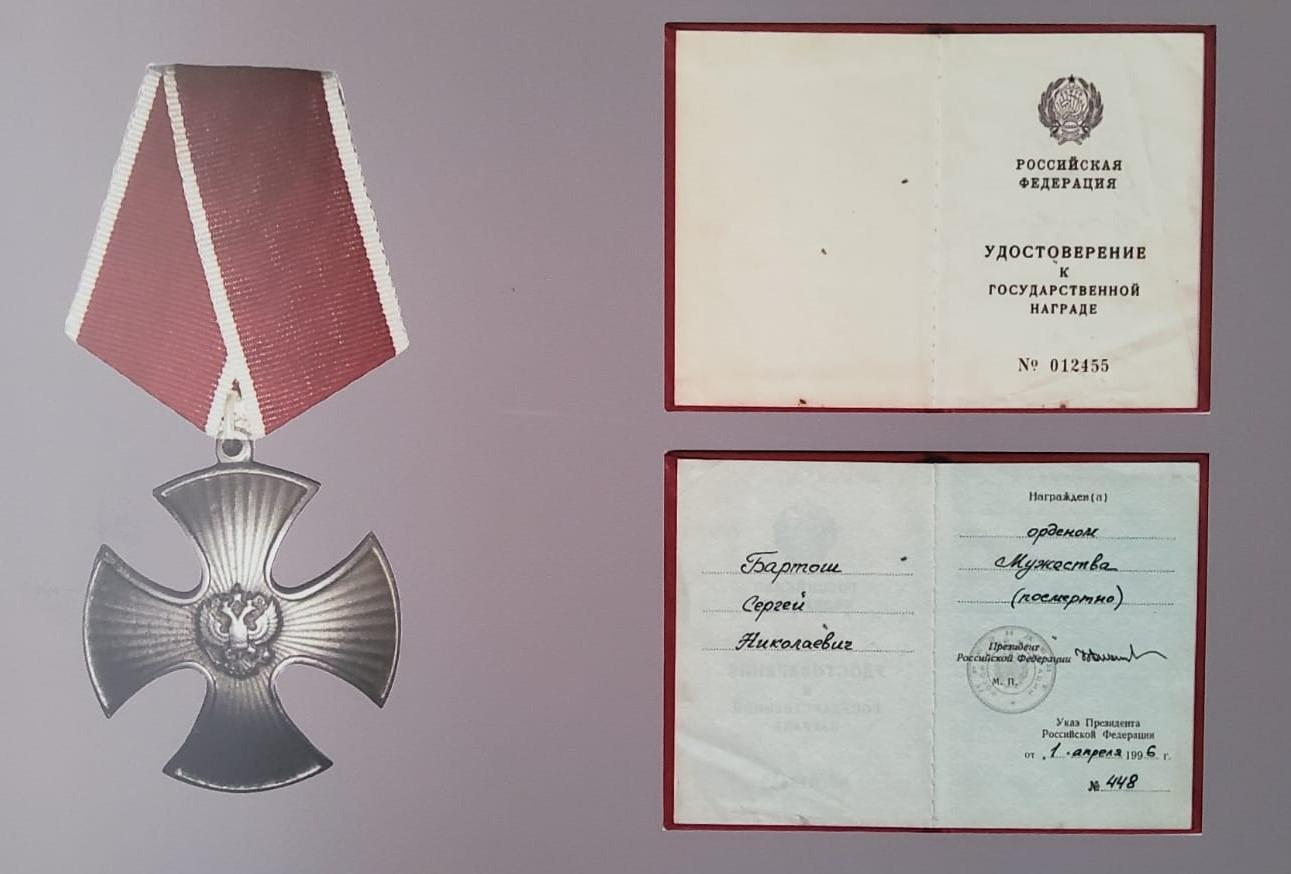 РОССИЙСКАЯ
ФЕДЕРАЦИЯ
УДОСТОВЕРЕНИЕ
К
ГОСУДАРСТВЕННОЙ
НАГРАДЕ
№ 012455
Бартош
Сергей
Николаевич
Награжден(а)
орденом
Мужества
(посмертно)
Президент
Российской Федерации
М. П.
Указ Президента
Российской Федерации
от „1" апреля 1996 г.
№ 448